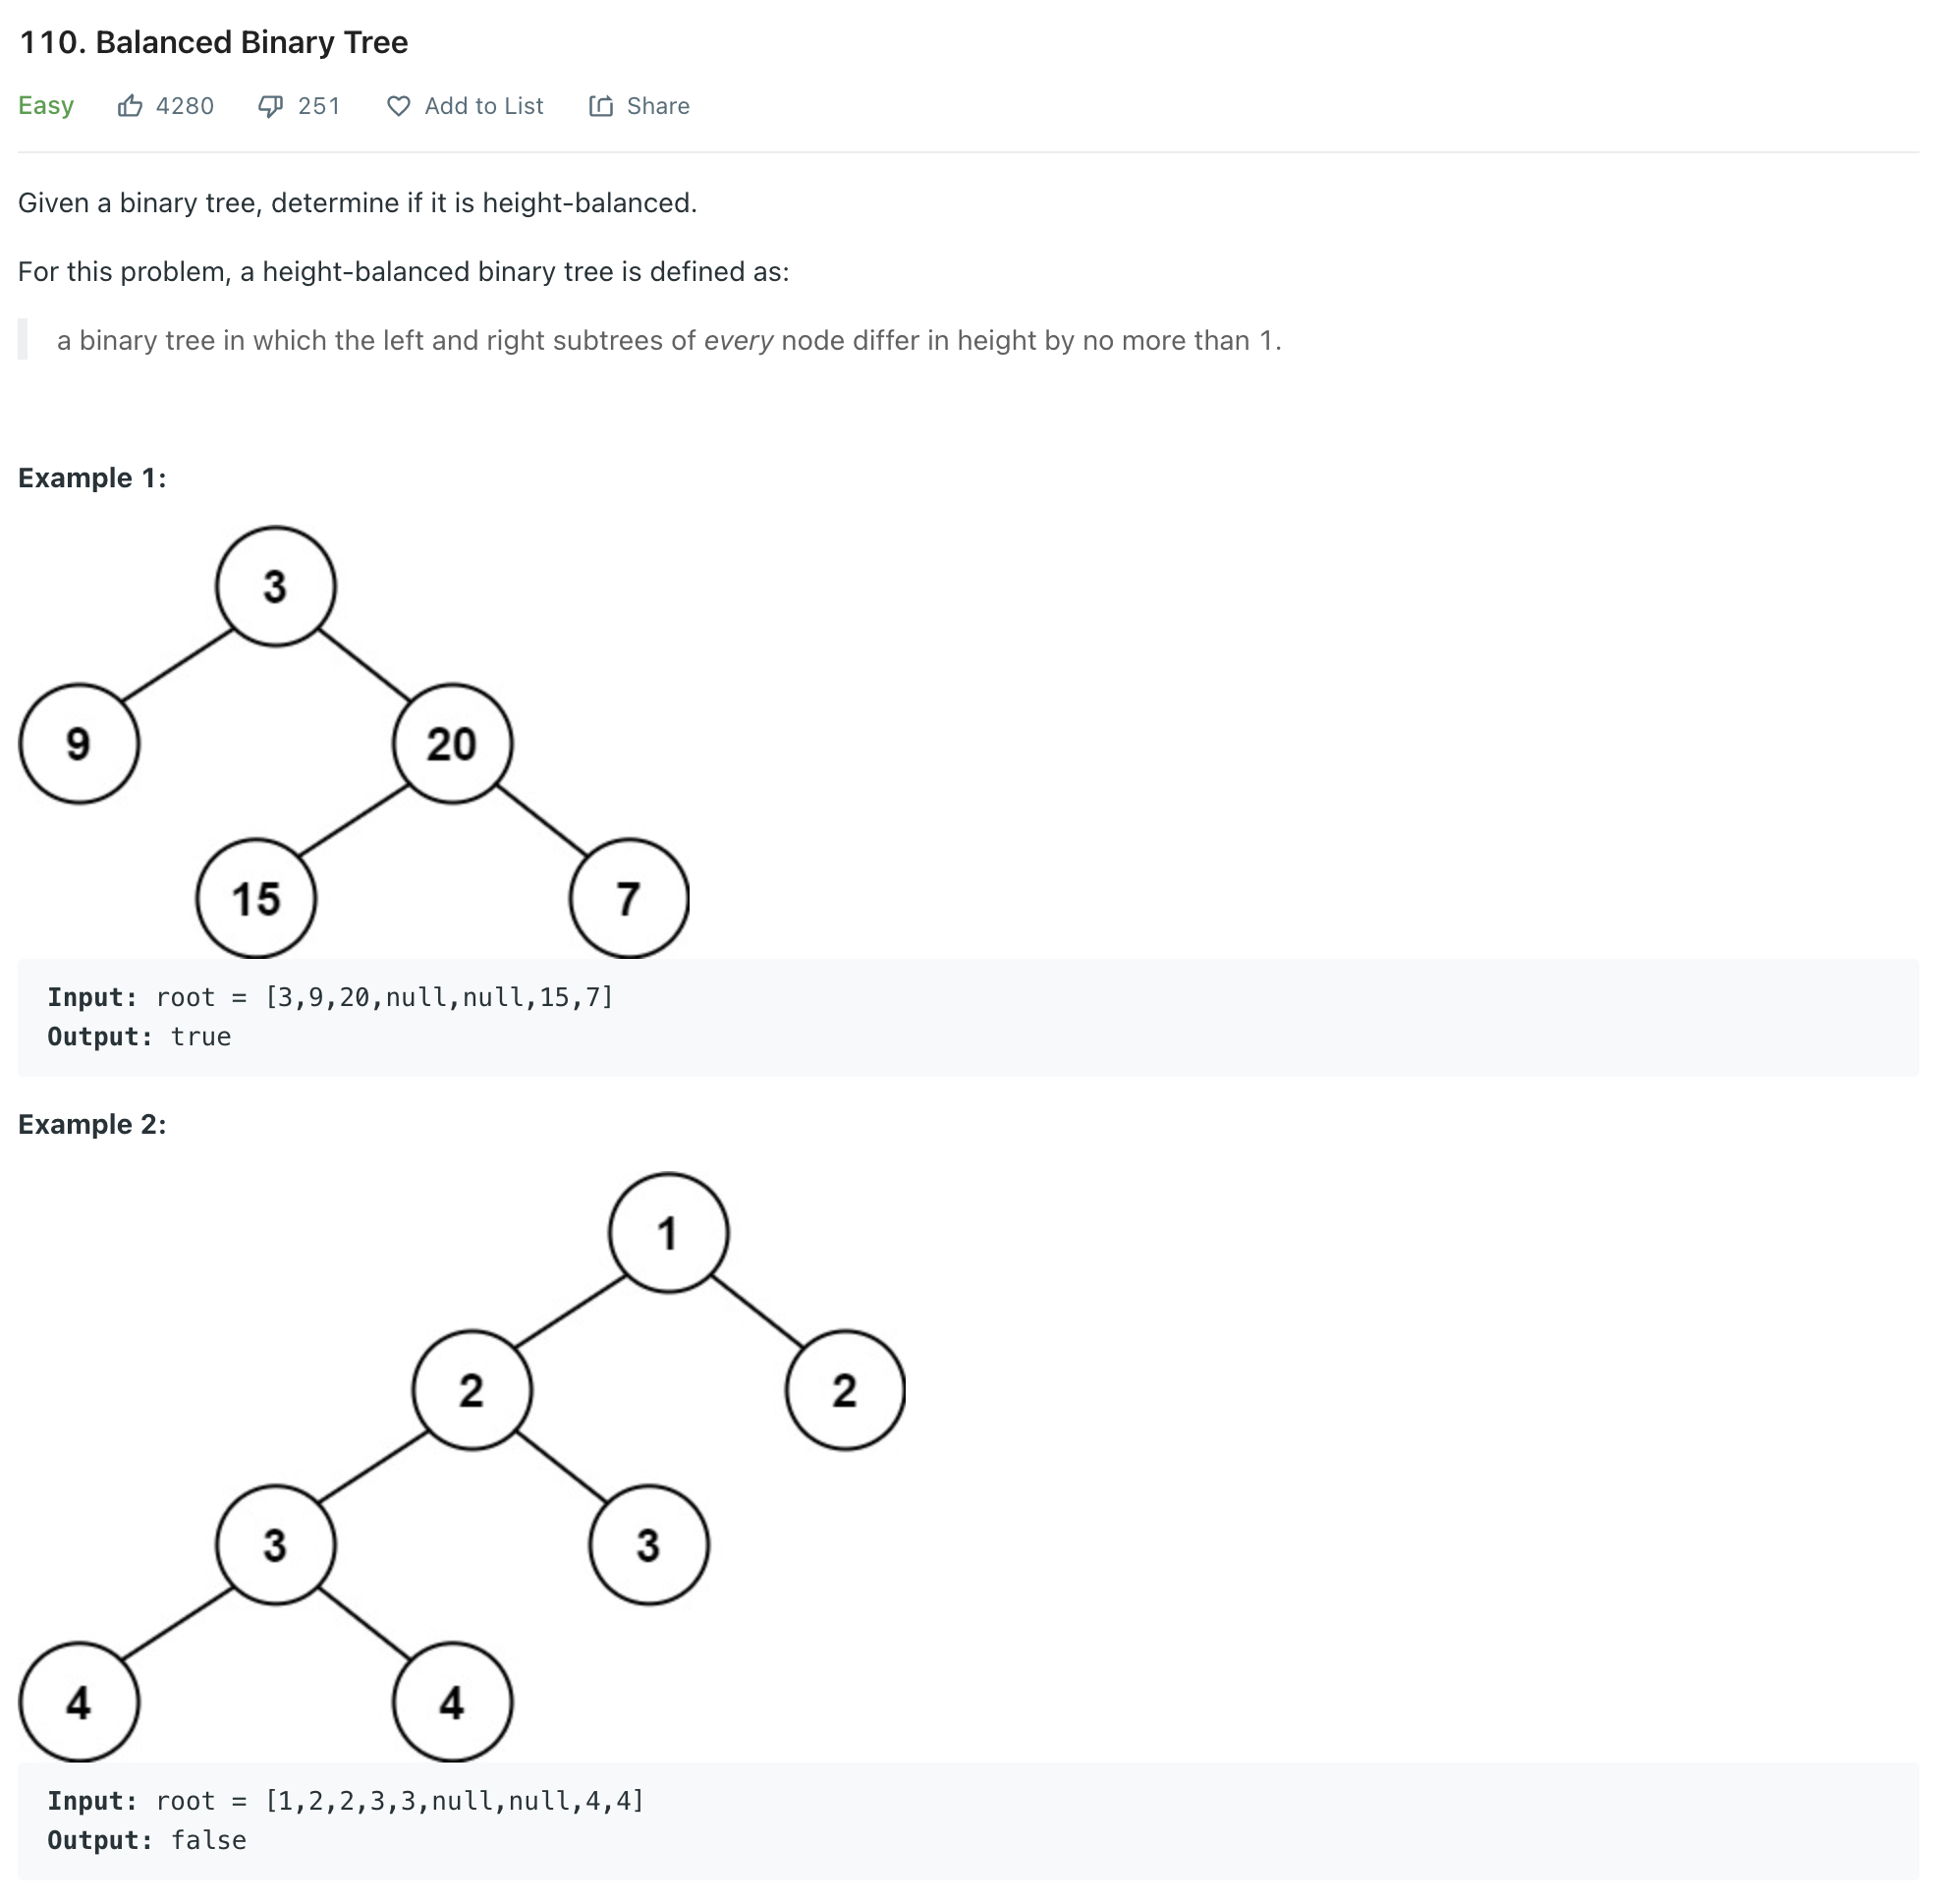 110. Balanced Binary Tree
Easy 4280 251 Add to List Share
Given a binary tree, determine if it is height-balanced.
For this problem, a height-balanced binary tree is defined as:
a binary tree in which the left and right subtrees of every node differ in height by no more than 1.
Example 1:
3
9 20
15 7
Input: root = [3,9,20,null,null,15,7]
Output: true
Example 2:
1
2 2
3 3
4 4
Input: root = [1,2,2,3,3,null,null,4,4]
Output: false